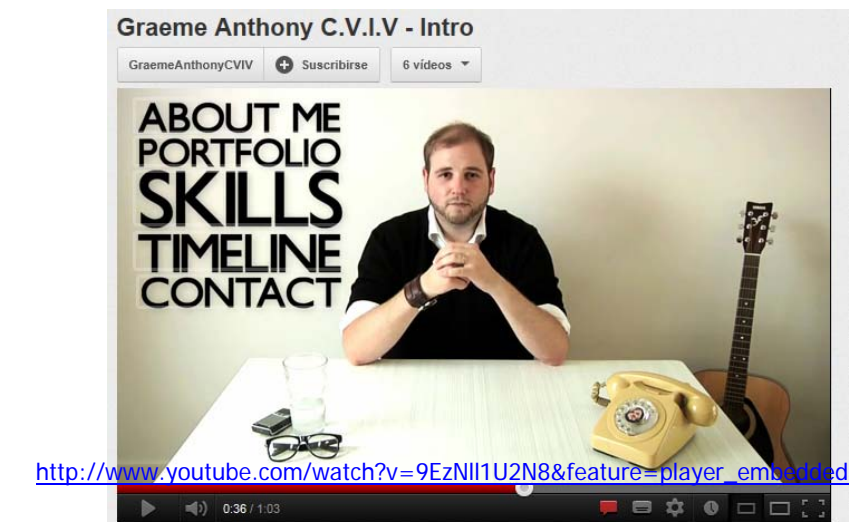 Graeme Anthony C.V.I.V - Intro
GraemeAnthonyCVIV Suscribirse 6 vídeos
ABOUT ME
PORTFOLIO
SKILLS
TIMELINE
CONTACT
http://www.youtube.com/watch?v=9EzNll1U2N8&feature=player_embedded
0:36 / 1:03